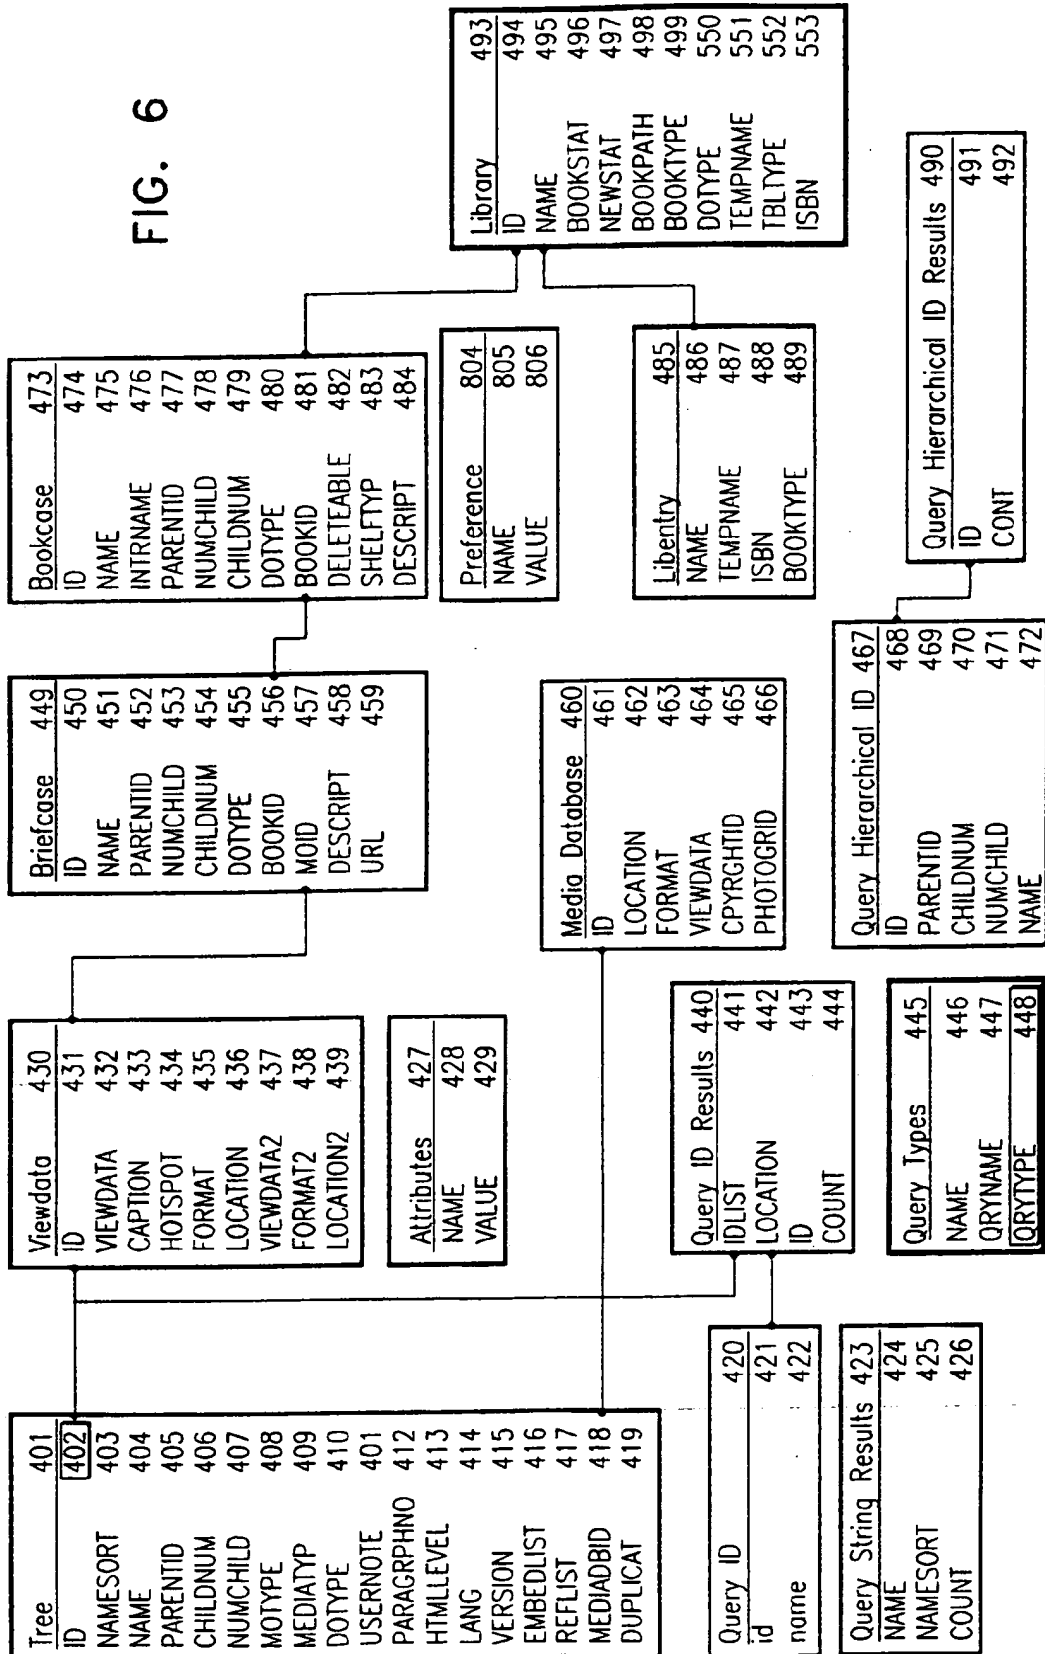 FIG. 6
Tree 401
ID 402
NAMESORT 403
NAME 404
PARENTID 405
CHILDNUM 406
NUMCHILD 407
MOTYPE 408
MEDIATYP 409
DOTYPE 410
USERNOTE 401
PARAGRPHNO 412
HTMLLEVEL 413
LANG 414
VERSION 415
EMBEDLIST 416
REFLIST 417
MEDIADBID 418
DUPLICAT 419
Query ID 420
id 421
name 422
Query String Results 423
NAME 424
NAMESORT 425
COUNT 426
Viewdata 430
ID 431
VIEWDATA 432
CAPTION 433
HOTSPOT 434
FORMAT 435
LOCATION 436
VIEWDATA2 437
FORMAT2 438
LOCATION2 439
Attributes 427
NAME 428
VALUE 429
Query ID Results 440
IDLIST 441
LOCATION 442
ID 443
COUNT 444
Query Types 445
NAME 446
QRYNAME 447
QRYTYPE 448
Briefcase 449
ID 450
NAME 451
PARENTID 452
NUMCHILD 453
CHILDNUM 454
DOTYPE 455
BOOKID 456
MOID 457
DESCRIPT 458
URL 459
Media Database 460
ID 461
LOCATION 462
FORMAT 463
VIEWDATA 464
CPYRGHTID 465
PHOTOGRID 466
Query Hierarchical ID 467
ID 468
PARENTID 469
CHILDNUM 470
NUMCHILD 471
NAME 472
Bookcase 473
ID 474
NAME 475
INTRNAME 476
PARENTID 477
NUMCHILD 478
CHILDNUM 479
DOTYPE 480
BOOKID 481
DELETEABLE 482
SHELFTYP 483
DESCRIPT 484
Preference 804
NAME 805
VALUE 806
Libentry 485
NAME 486
TEMPNAME 487
ISBN 488
BOOKTYPE 489
Query Hierarchical ID Results 490
ID 491
CONT 492
Library 493
ID 494
NAME 495
BOOKSTAT 496
NEWSTAT 497
BOOKPATH 498
BOOKTYPE 499
DOTYPE 550
TEMPNAME 551
TBLTYPE 552
ISBN 553